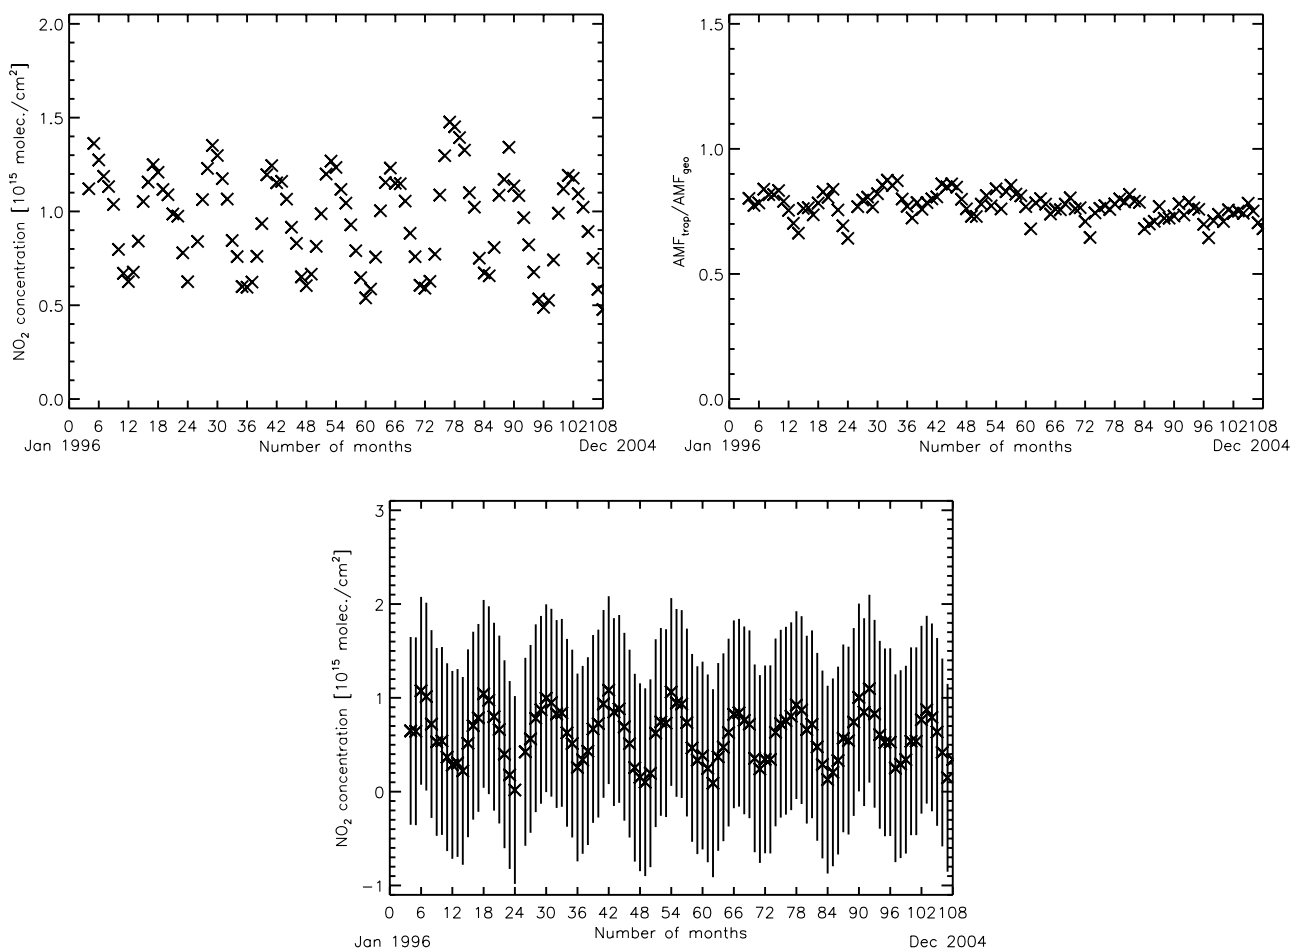 2.0
1.5
1.0
0.5
0.0
NO2 concentration [10^15 molec./cm^2]
0 6 12 18 24 30 36 42 48 54 60 66 72 78 84 90 96 102108
Jan 1996 Number of months Dec 2004
1.5
1.0
0.5
0.0
AMFtrop/AMFgeo
0 6 12 18 24 30 36 42 48 54 60 66 72 78 84 90 96 102108
Jan 1996 Number of months Dec 2004
3
2
1
0
−1
NO2 concentration [10^15 molec./cm^2]
0 6 12 18 24 30 36 42 48 54 60 66 72 78 84 90 96 102108
Number of months
Jan 1996 Dec 2004